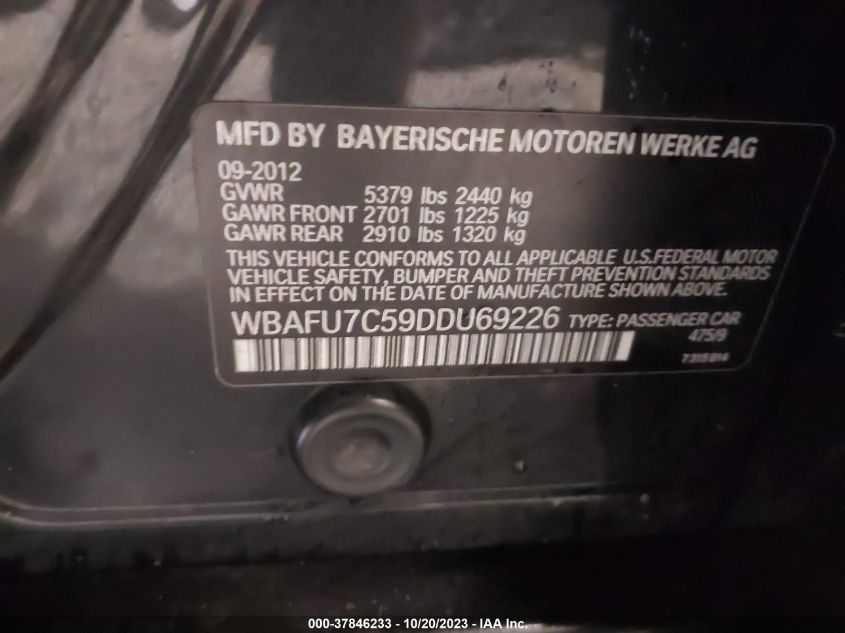 MFD BY BAYERISCHE MOTOREN WERKE AG
09-2012
GVWR 5379 lbs 2440 kg
GAWR FRONT 2701 lbs 1225 kg
GAWR REAR 2910 lbs 1320 kg
THIS VEHICLE CONFORMS TO ALL APPLICABLE U.S.FEDERAL MOTOR
VEHICLE SAFETY, BUMPER AND THEFT PREVENTION STANDARDS
IN EFFECT ON THE DATE OF MANUFACTURE SHOWN ABOVE.
WBAFU7C59DDU69226 TYPE: PASSENGER CAR
475/9
7315814
000-37846233 - 10/20/2023 - IAA Inc.